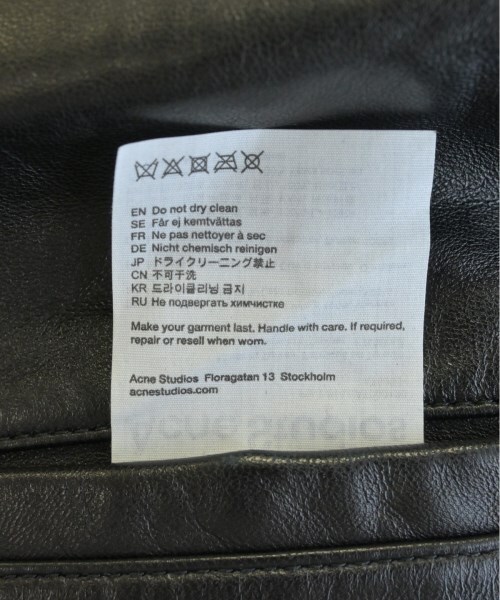 EN Do not dry clean
SE Får ej kemtvättas
FR Ne pas nettoyer à sec
DE Nicht chemisch reinigen
JP ドライクリーニング禁止
CN 不可干洗
KR 드라이클리닝 금지
RU Не подвергать химчистке
Make your garment last. Handle with care. If required,
repair or resell when worn.
Acne Studios Floragatan 13 Stockholm
acnestudios.com